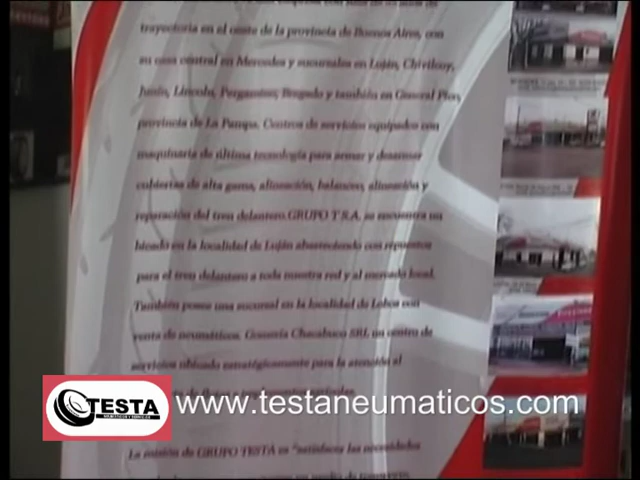 trayectoria en el oeste de la provincia de Buenos Aires, con
su casa central en Mercedes y sucursales en Luján, Chivilcoy,
Junín, Lincoln, Pergamino, Bragado y también en General Pico,
provincia de La Pampa. Centros de servicios equipados con
maquinaria de última tecnología para armar y desarmar
cubiertas de alta gama, alineación, balanceo, alineación y
reparación del tren delantero.GRUPO T S.A. se encuentra un
bicado en la localidad de Luján abasteciendo con repuestos
para el tren delantero a toda nuestra red y al mercado local.
También posee una sucursal en la localidad de Lobos con
venta de neumáticos. Gomería Chacabuco SRL un centro de
servicios ubicado estratégicamente para la atención al
TESTA
www.testaneumaticos.com
La misión de GRUPO TESTA es "satisfacer las necesidades